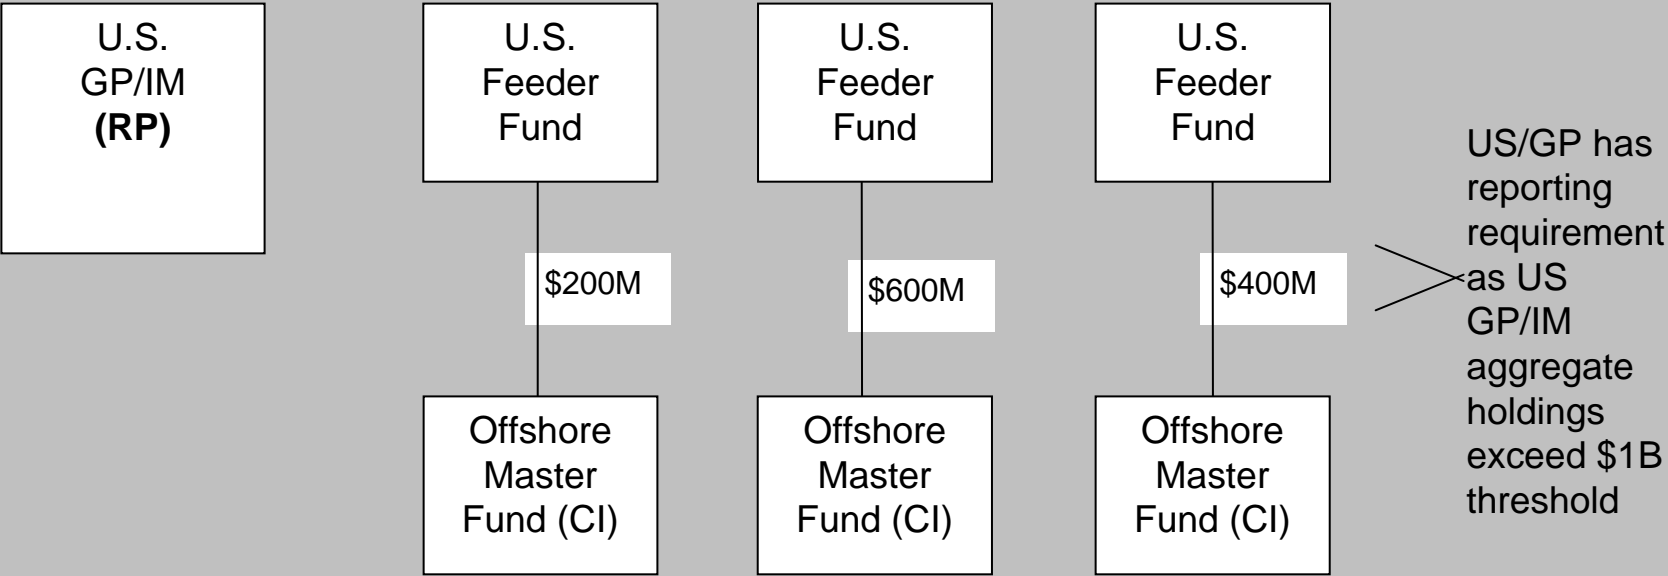 U.S.
GP/IM
(RP)
U.S.
Feeder
Fund
U.S.
Feeder
Fund
U.S.
Feeder
Fund
$200M
$600M
$400M
Offshore
Master
Fund (CI)
Offshore
Master
Fund (CI)
Offshore
Master
Fund (CI)
US/GP has
reporting
requirement
as US
GP/IM
aggregate
holdings
exceed $1B
threshold